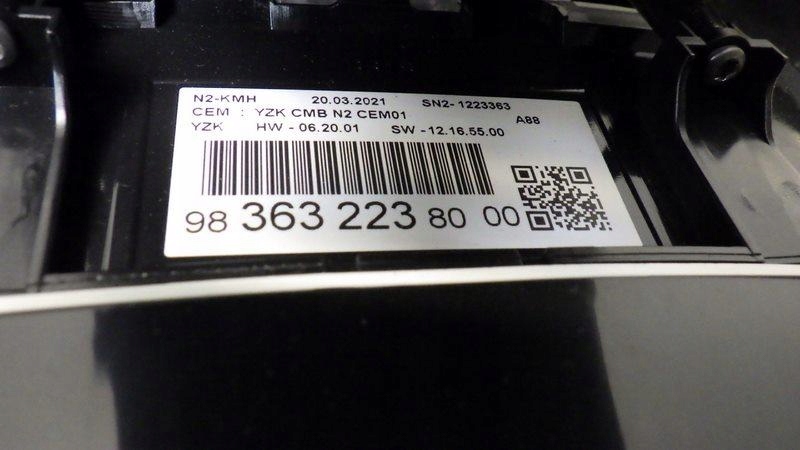 N2-KMH 20.03.2021 SN2-1223363
CEM : YZK CMB N2 CEM01 A88
YZK HW - 06.20.01 SW -12.16.55.00
98 363 223 80 00